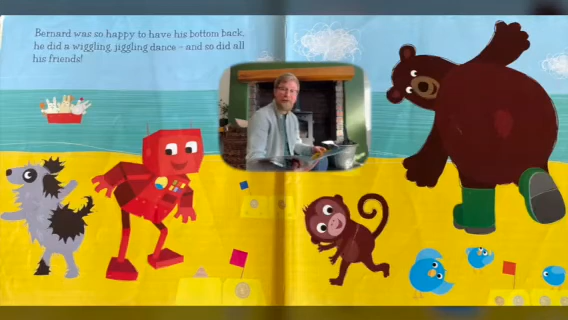 Bernard was so happy to have his bottom back,
he did a wiggling, jiggling dance – and so did all
his friends!